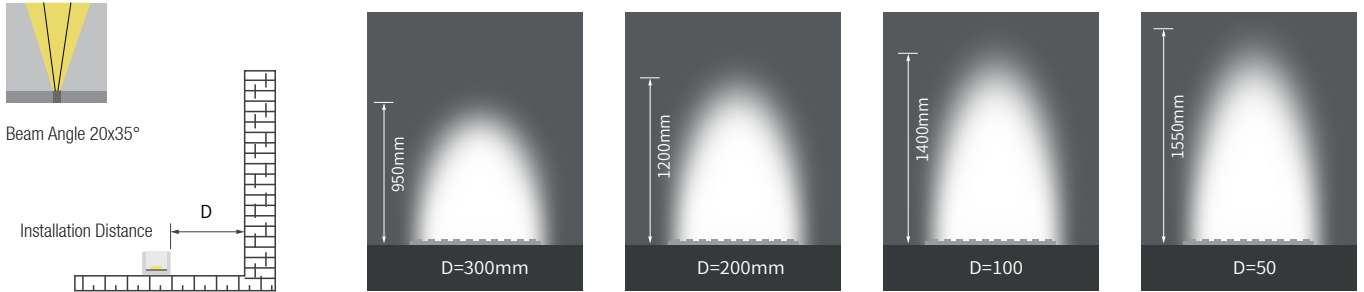 Beam Angle 20x35°
D
Installation Distance
950mm
D=300mm
1200mm
D=200mm
1400mm
D=100
1550mm
D=50